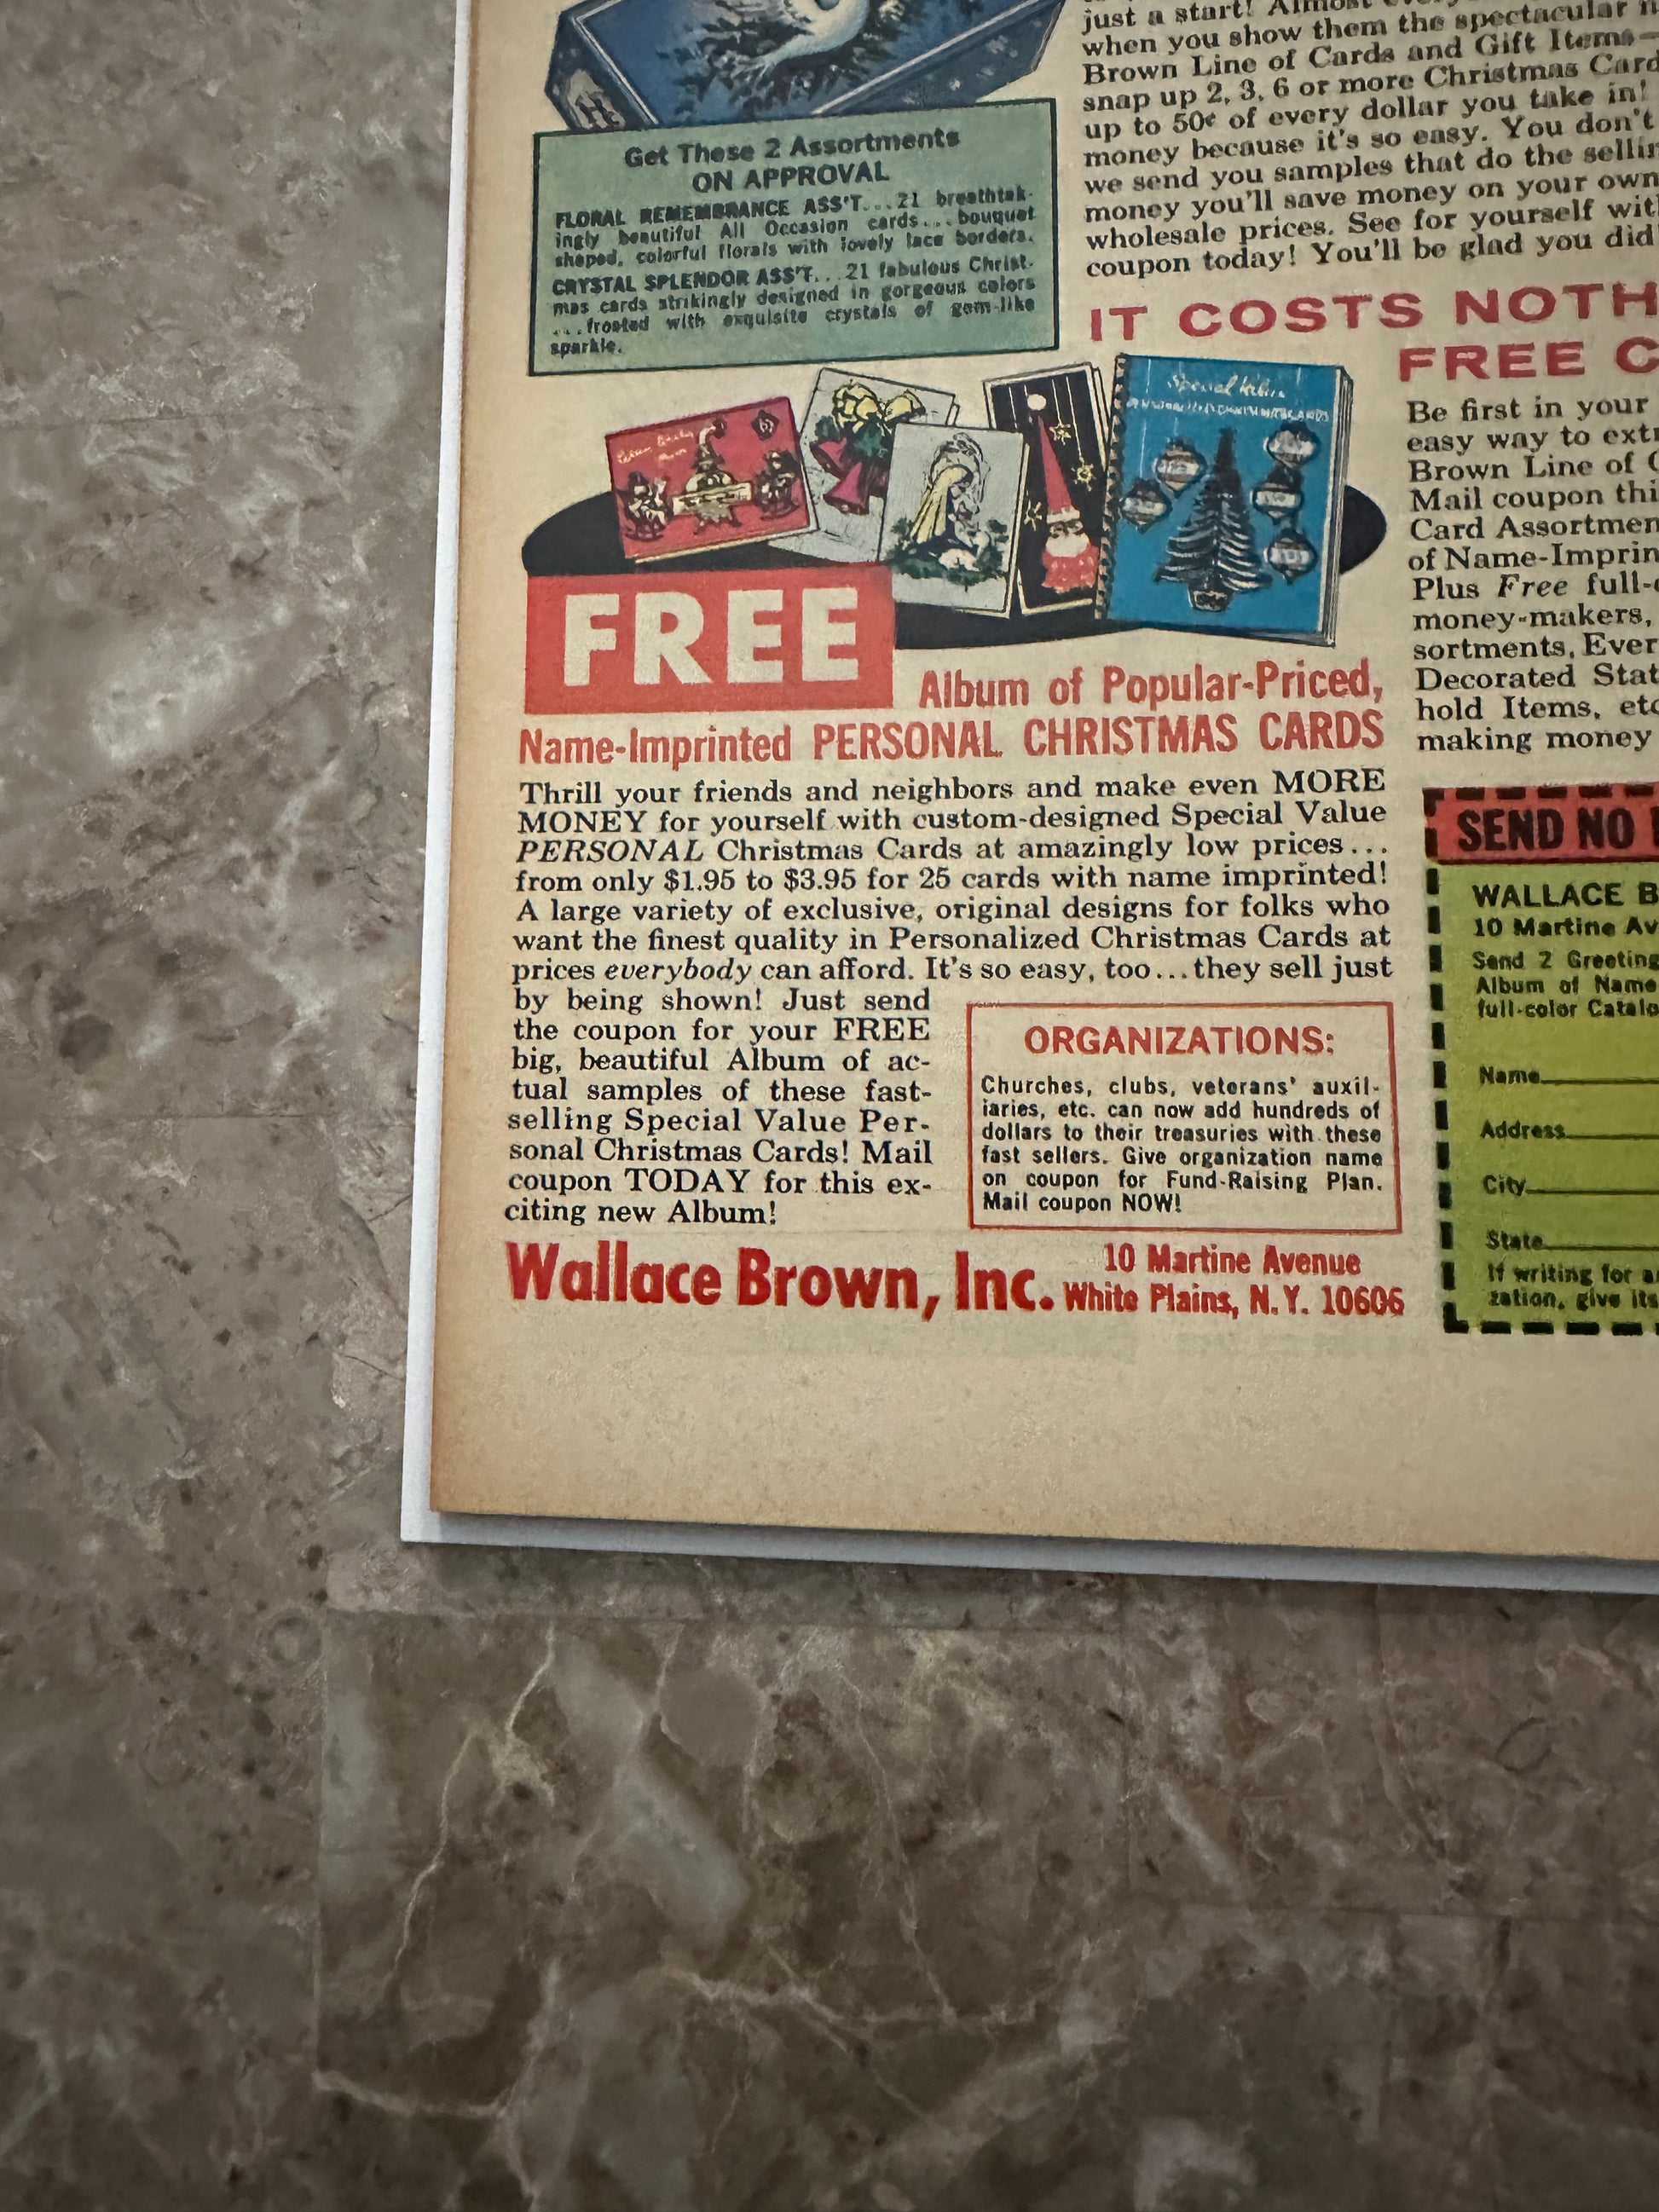 Get These 2 Assortments
ON APPROVAL
FLORAL REMEMBRANCE ASS'T...21 breathtak-
ingly beautiful All Occasion cards... bouquet
shaped, colorful florals with lovely lace borders.
CRYSTAL SPLENDOR ASS'T...21 fabulous Christ-
mas cards strikingly designed in gorgeous colors
...frosted with exquisite crystals of gem-like
sparkle.
just a start! Almost
when you show them the spectacular
Brown Line of Cards and Gift Items—
snap up 2, 3, 6 or more Christmas Card
up to 50¢ of every dollar you take in!
money because it's so easy. You don't
we send you samples that do the
money you'll save money on your own
wholesale prices. See for yourself
coupon today! You'll be glad you did
IT COSTS
FREE
Special Value
FREE
Album of Popular-Priced,
Name-Imprinted PERSONAL CHRISTMAS CARDS
Thrill your friends and neighbors and make even MORE
MONEY for yourself with custom-designed Special Value
PERSONAL Christmas Cards at amazingly low prices...
from only $1.95 to $3.95 for 25 cards with name imprinted!
A large variety of exclusive, original designs for folks who
want the finest quality in Personalized Christmas Cards at
prices everybody can afford. It's so easy, too...they sell just
by being shown! Just send
the coupon for your FREE
big, beautiful Album of ac-
tual samples of these fast-
selling Special Value Per-
sonal Christmas Cards! Mail
coupon TODAY for this ex-
citing new Album!
ORGANIZATIONS:
Churches, clubs, veterans' auxil-
iaries, etc. can now add hundreds of
dollars to their treasuries with these
fast sellers. Give organization name
on coupon for Fund-Raising Plan.
Mail coupon NOW!
Wallace Brown, Inc.
10 Martine Avenue
White Plains, N.Y. 10606
Be first in your
easy way to
Brown Line of
Mail coupon
Card
of
Plus Free full-
money-makers,
sortments,
Decorated
hold Items,
making money
SEND NO
WALLACE B
10 Martine Av
Send 2 Greeting
Album of Name
full-color
Name
Address
City
State
If writing for
zation, give its